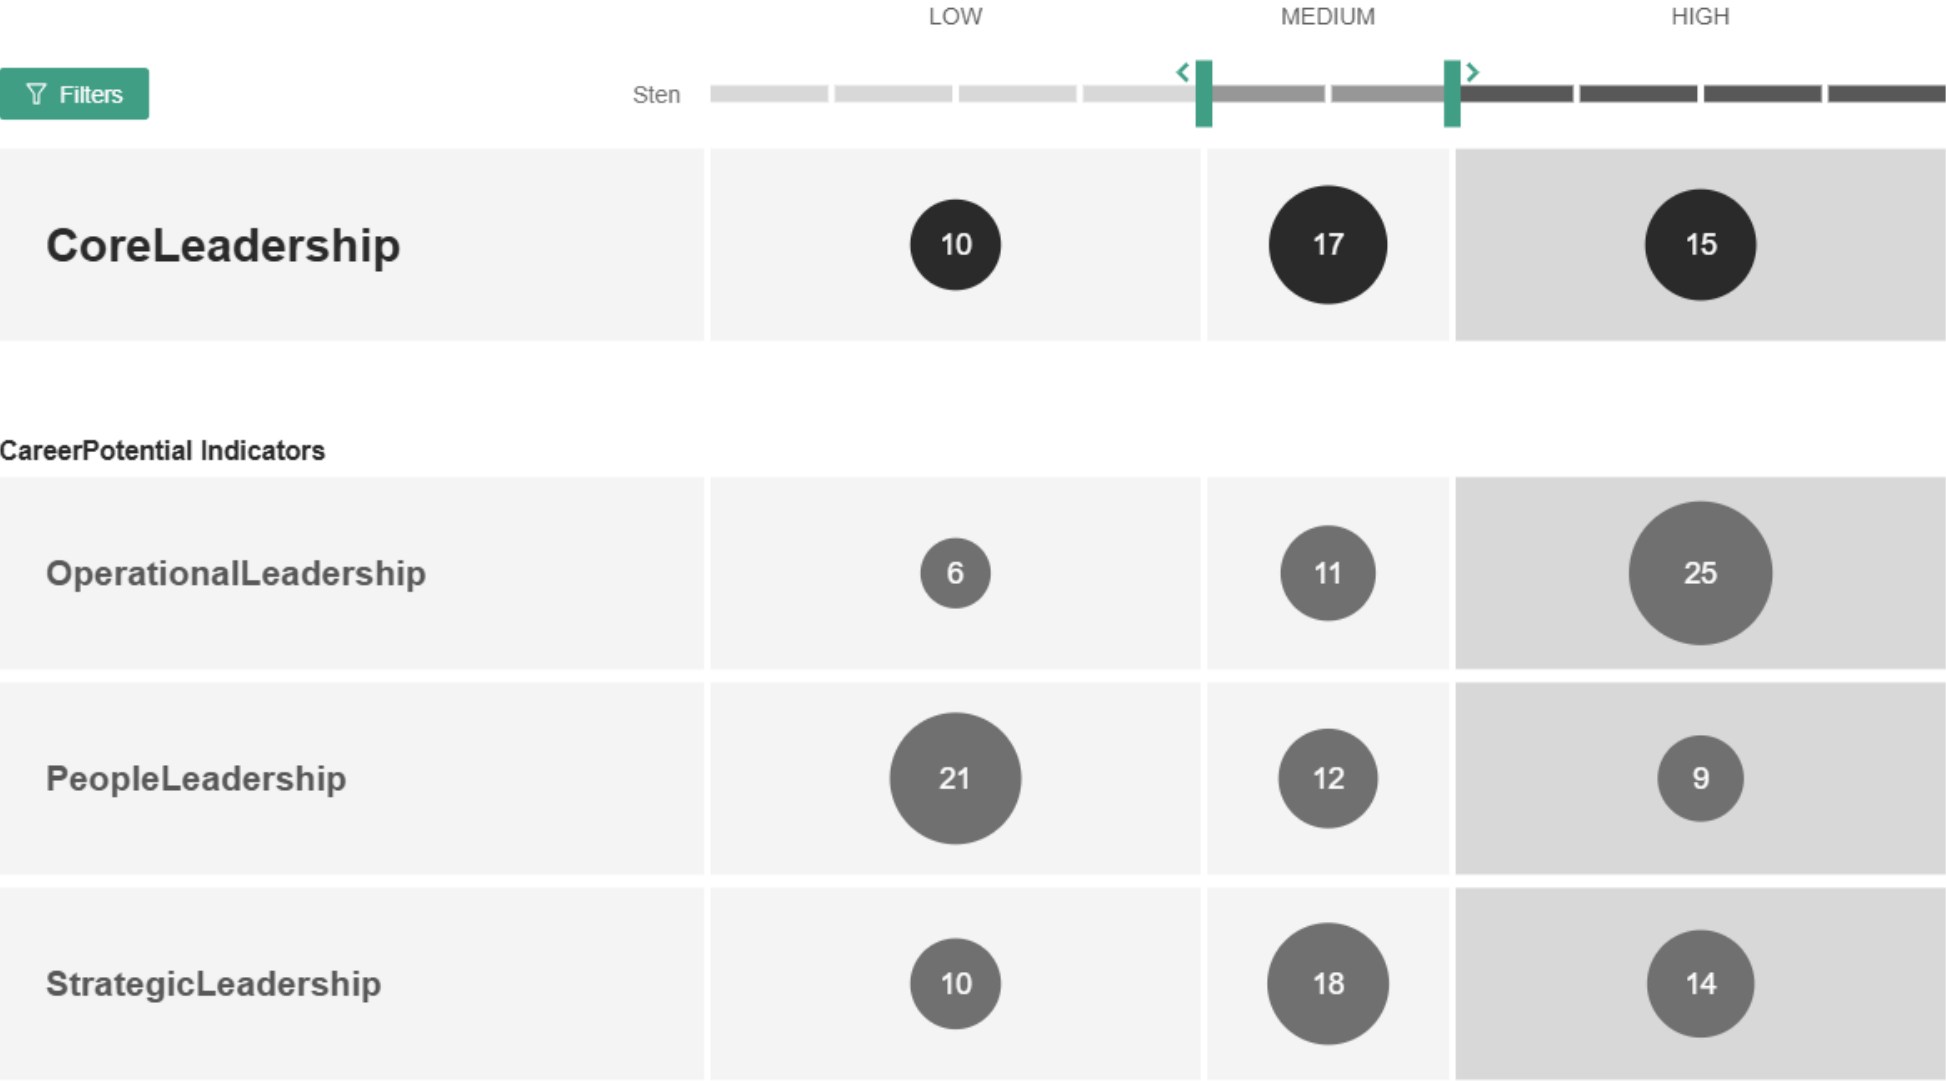 LOW MEDIUM HIGH
Filters Sten
CoreLeadership 10 17 15
CareerPotential Indicators
OperationalLeadership 6 11 25
PeopleLeadership 21 12 9
StrategicLeadership 10 18 14